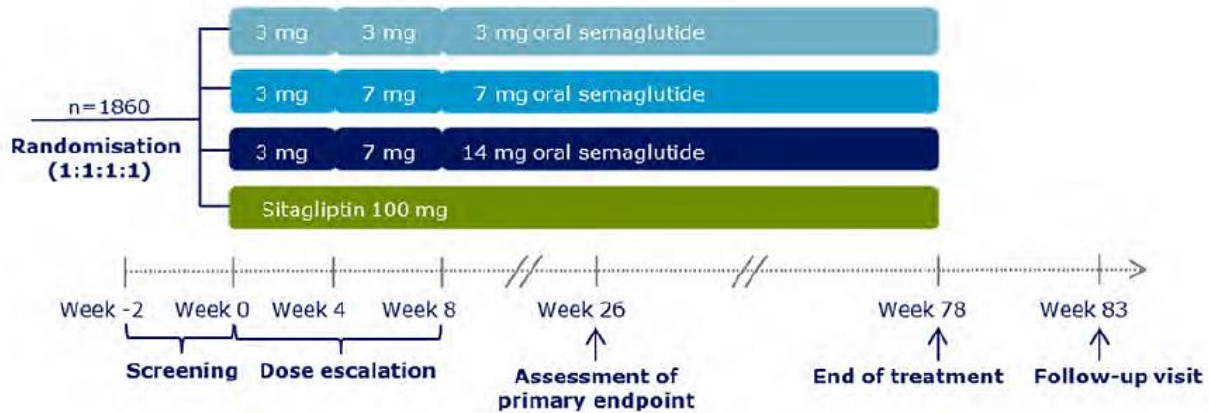 3 mg 3 mg 3 mg oral semaglutide
3 mg 7 mg 7 mg oral semaglutide
n=1860
Randomisation
(1:1:1:1)
3 mg 7 mg 14 mg oral semaglutide
Sitagliptin 100 mg
Week -2 Week 0 Week 4 Week 8 Week 26 Week 78 Week 83
Screening Dose escalation
Assessment of
primary endpoint
End of treatment
Follow-up visit